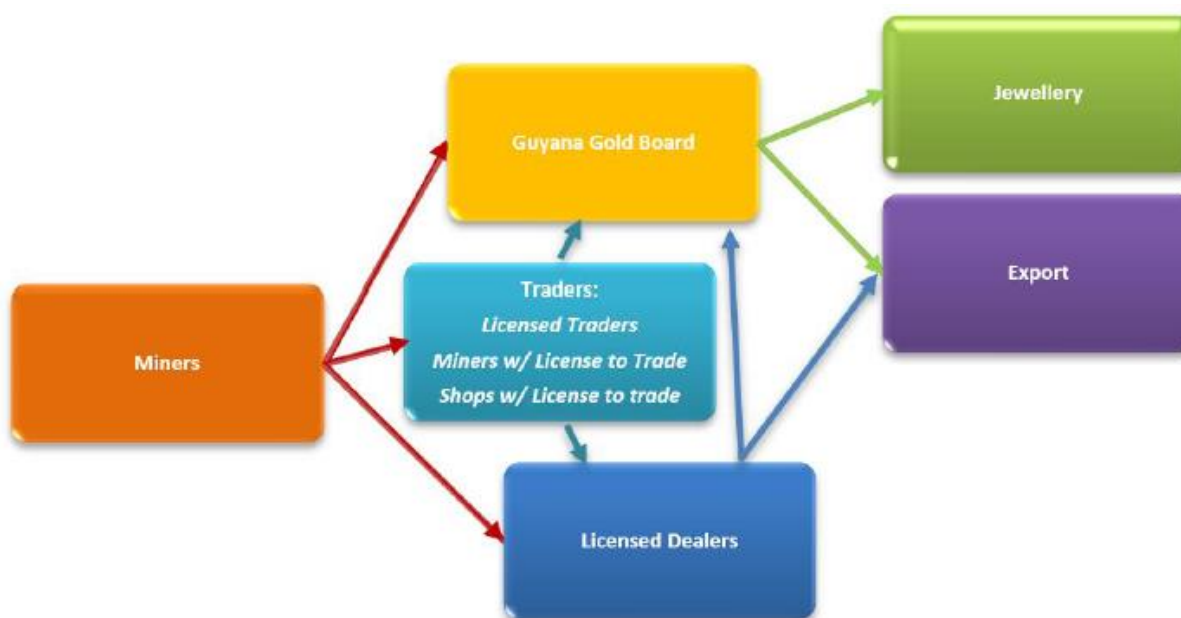 Jewellery
Guyana Gold Board
Export
Traders:
Licensed Traders
Miners w/ License to Trade
Shops w/ License to trade
Miners
Licensed Dealers